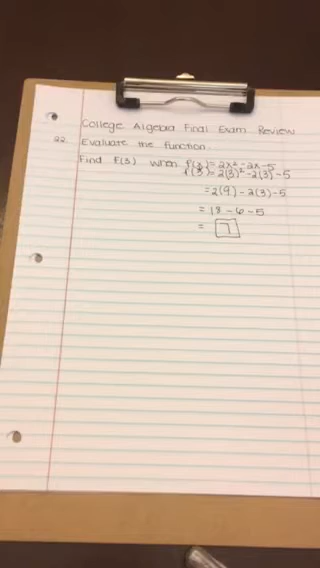 College Algebra Final Exam Review
22. Evaluate the function.
Find F(3) when f(x) = 2x² - 2x - 5
f(3) = 2(3)² - 2(3) - 5
= 2(9) - 2(3) - 5
= 18 - 6 - 5
= 7